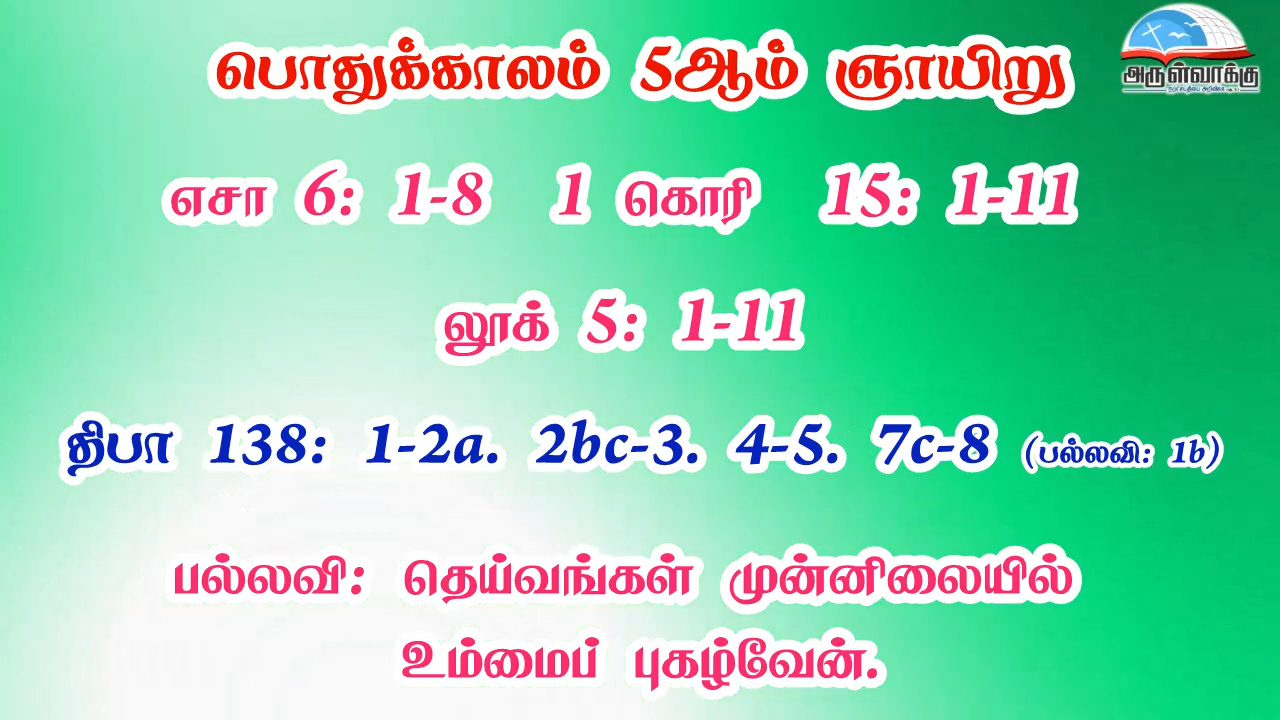 பொதுக்காலம் 5ஆம் ஞாயிறு
அருள்வாக்கு
எசா 6: 1-8 1 கொரி 15: 1-11
லூக் 5: 1-11
திபா 138: 1-2a. 2bc-3. 4-5. 7c-8 (பல்லவி: 1b)
பல்லவி: தெய்வங்கள் முன்னிலையில்
உம்மைப் புகழ்வேன்.